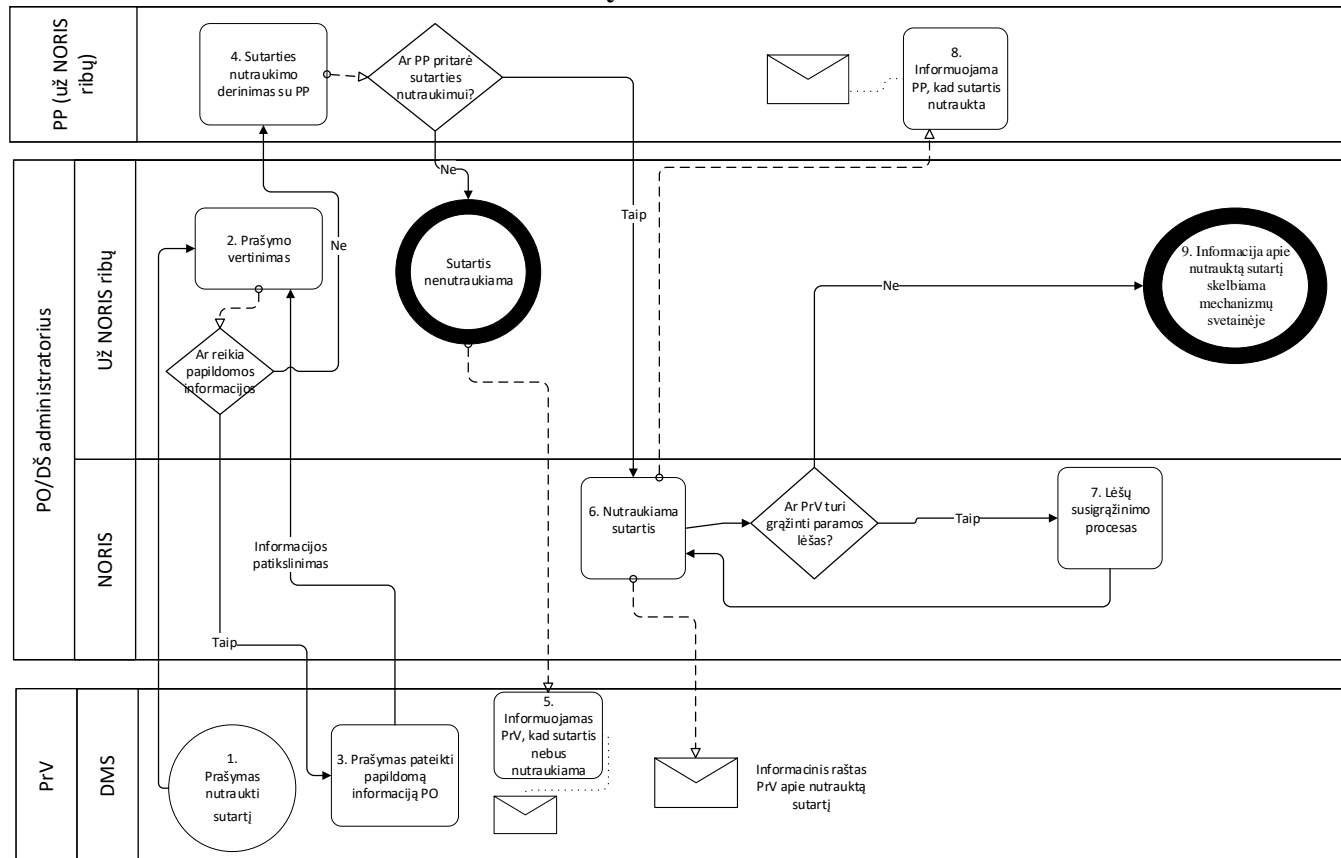 PP (už NORIS
ribų)
4. Sutarties
nutraukimo
derinimas su PP
Ar PP pritarė
sutarties
nutraukimui?
8.
Informuojama
PP, kad sutartis
nutraukta
Ne
Taip
PO/DŠ administratorius
Už NORIS ribų
2. Prašymo
vertinimas
Ne
Ar reikia
papildomos
informacijos
Sutartis
nenutraukiama
Ne
9. Informacija apie
nutrauktą sutartį
skelbiama
mechanizmų
svetainėje
NORIS
Informacijos
patikslinimas
Taip
6. Nutraukiama
sutartis
Ar PrV turi
grąžinti paramos
lėšas?
Taip
7. Lėšų
susigrąžinimo
procesas
PrV
DMS
1.
Prašymas
nutraukti
sutartį
3. Prašymas pateikti
papildomą
informaciją PO
5.
Informuojamas
PrV, kad sutartis
nebus
nutraukiama
Informacinis raštas
PrV apie nutrauktą
sutartį